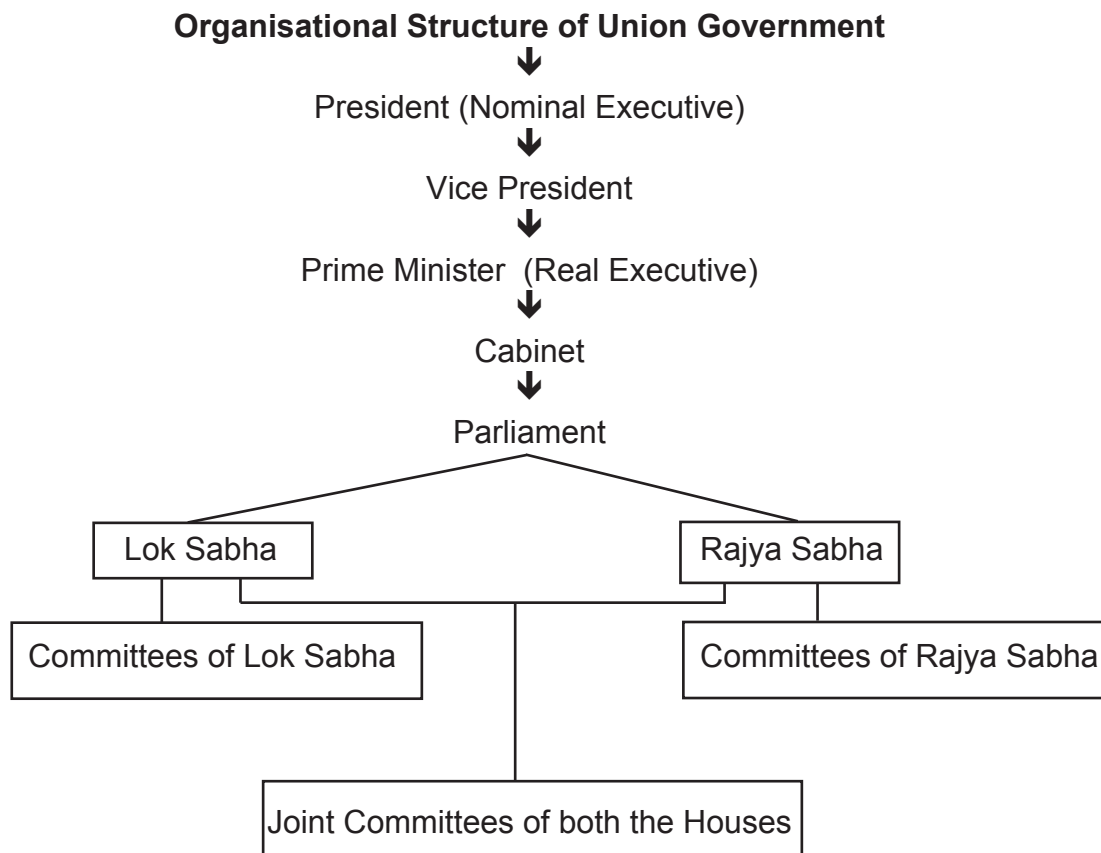 Organisational Structure of Union Government
President (Nominal Executive)
Vice President
Prime Minister (Real Executive)
Cabinet
Parliament
Lok Sabha
Rajya Sabha
Committees of Lok Sabha
Committees of Rajya Sabha
Joint Committees of both the Houses